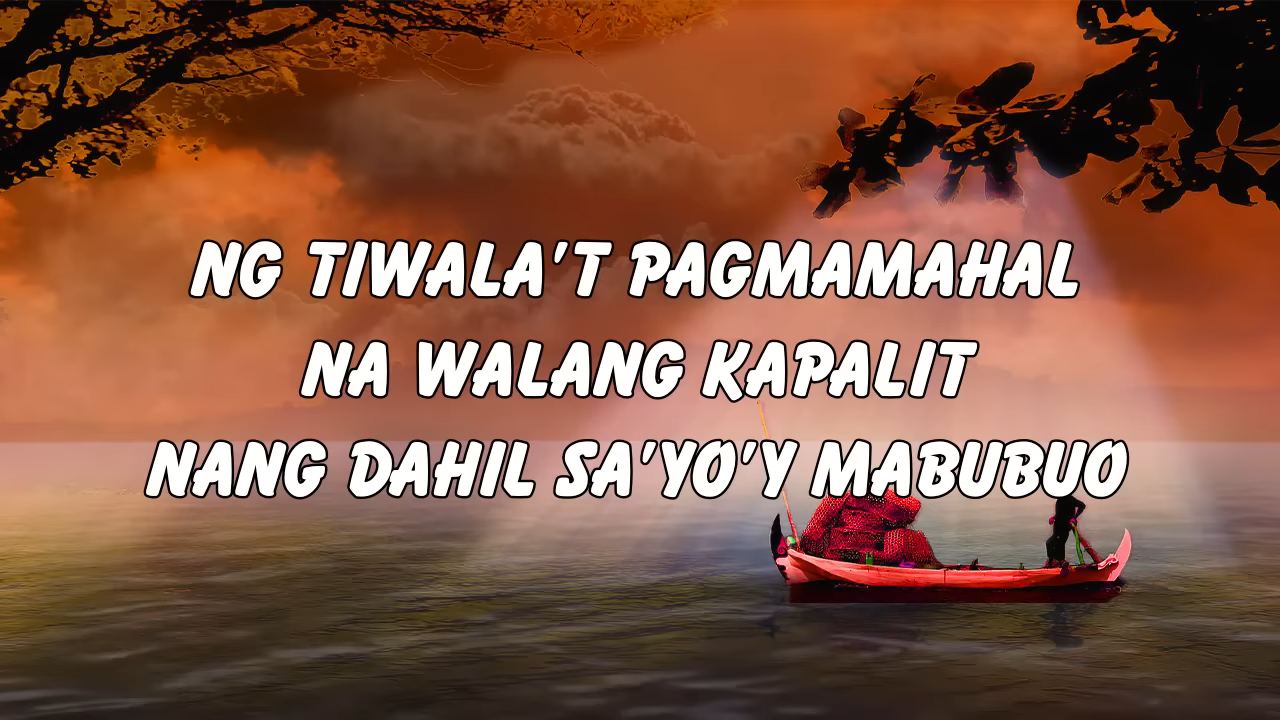 NG TIWALA'T PAGMAMAHAL
NA WALANG KAPALIT
NANG DAHIL SA'YO'Y MABUBUO